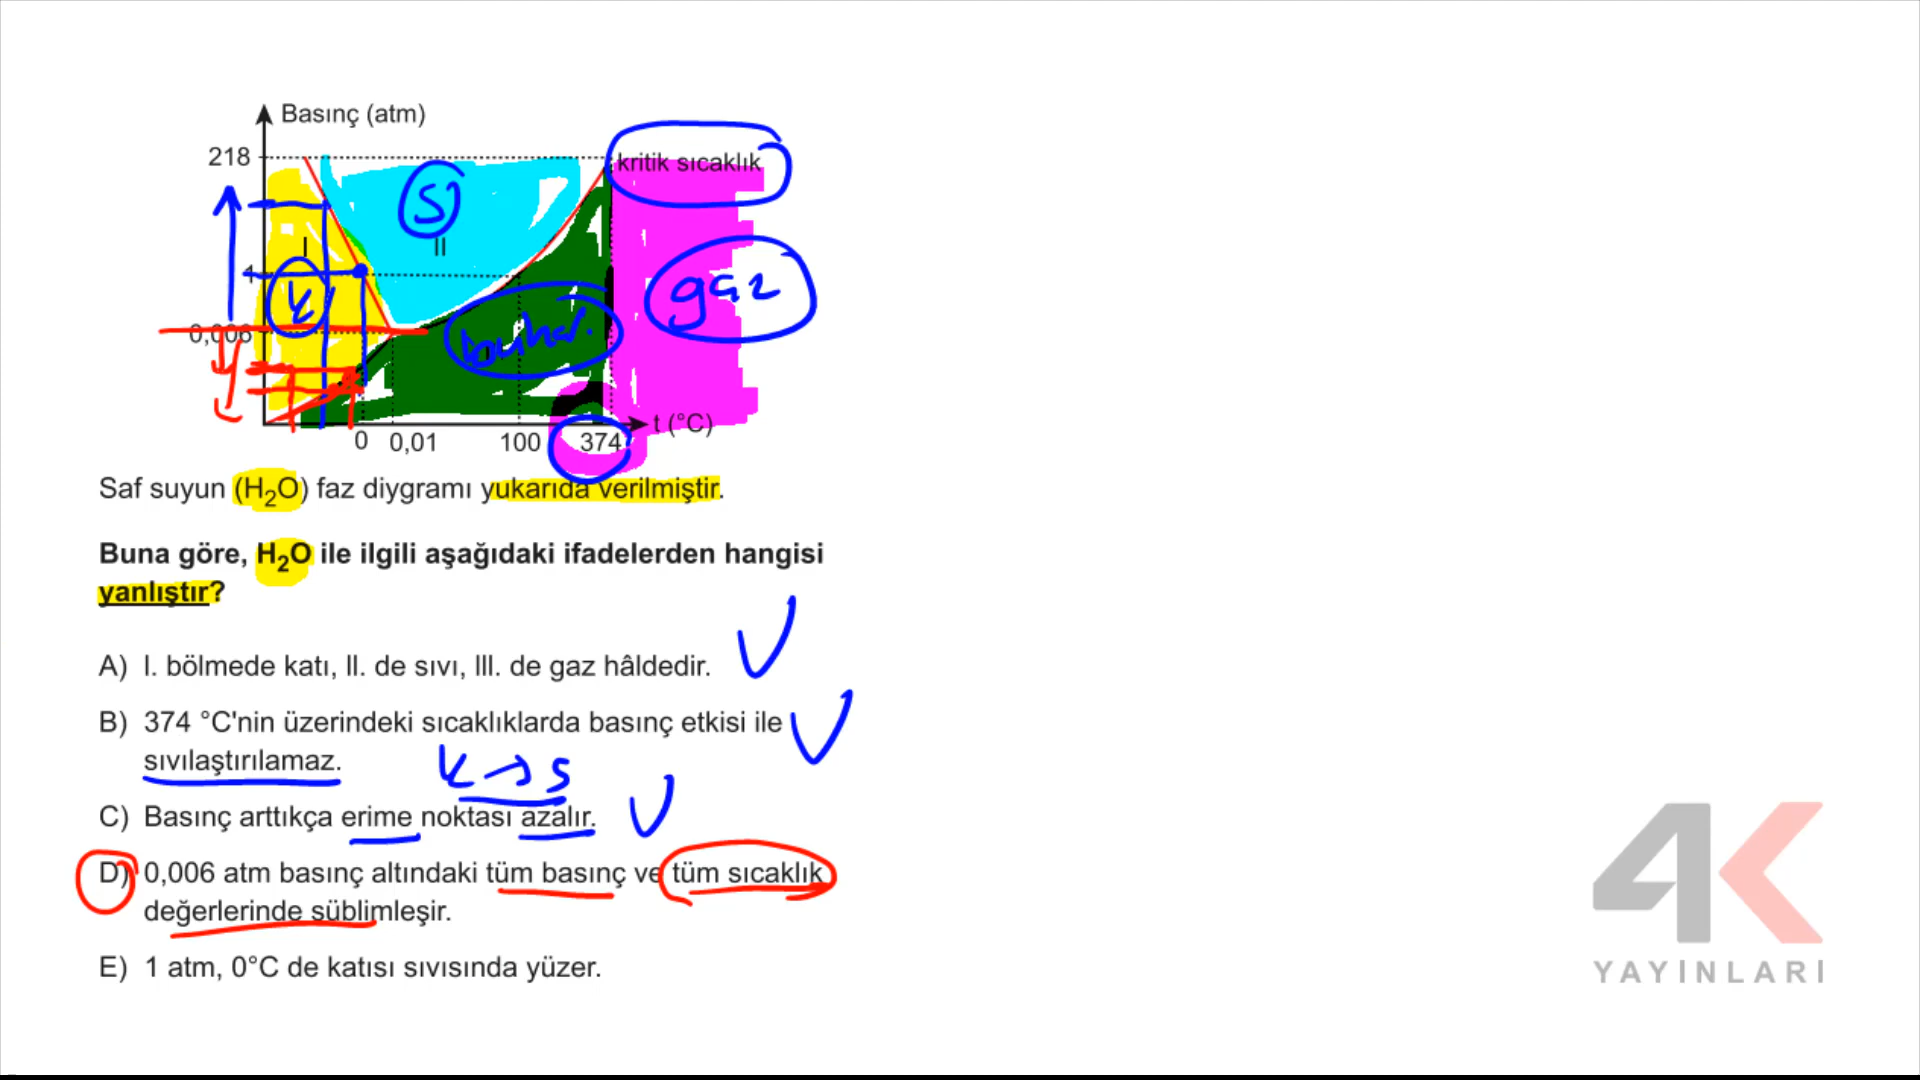 Basınç (atm)
218
kritik sıcaklık
S
I
II
1
K
gaz
buhar
0,006
t (°C)
0 0,01 100 374
Saf suyun (H₂O) faz diygramı yukarıda verilmiştir.
Buna göre, H₂O ile ilgili aşağıdaki ifadelerden hangisi
yanlıştır?
A) I. bölmede katı, II. de sıvı, III. de gaz hâldedir.
B) 374 °C'nin üzerindeki sıcaklıklarda basınç etkisi ile
sıvılaştırılamaz.
K → S
C) Basınç arttıkça erime noktası azalır.
D) 0,006 atm basınç altındaki tüm basınç ve tüm sıcaklık
değerlerinde süblimleşir.
E) 1 atm, 0°C de katısı sıvısında yüzer.
4K
YAYINLARI